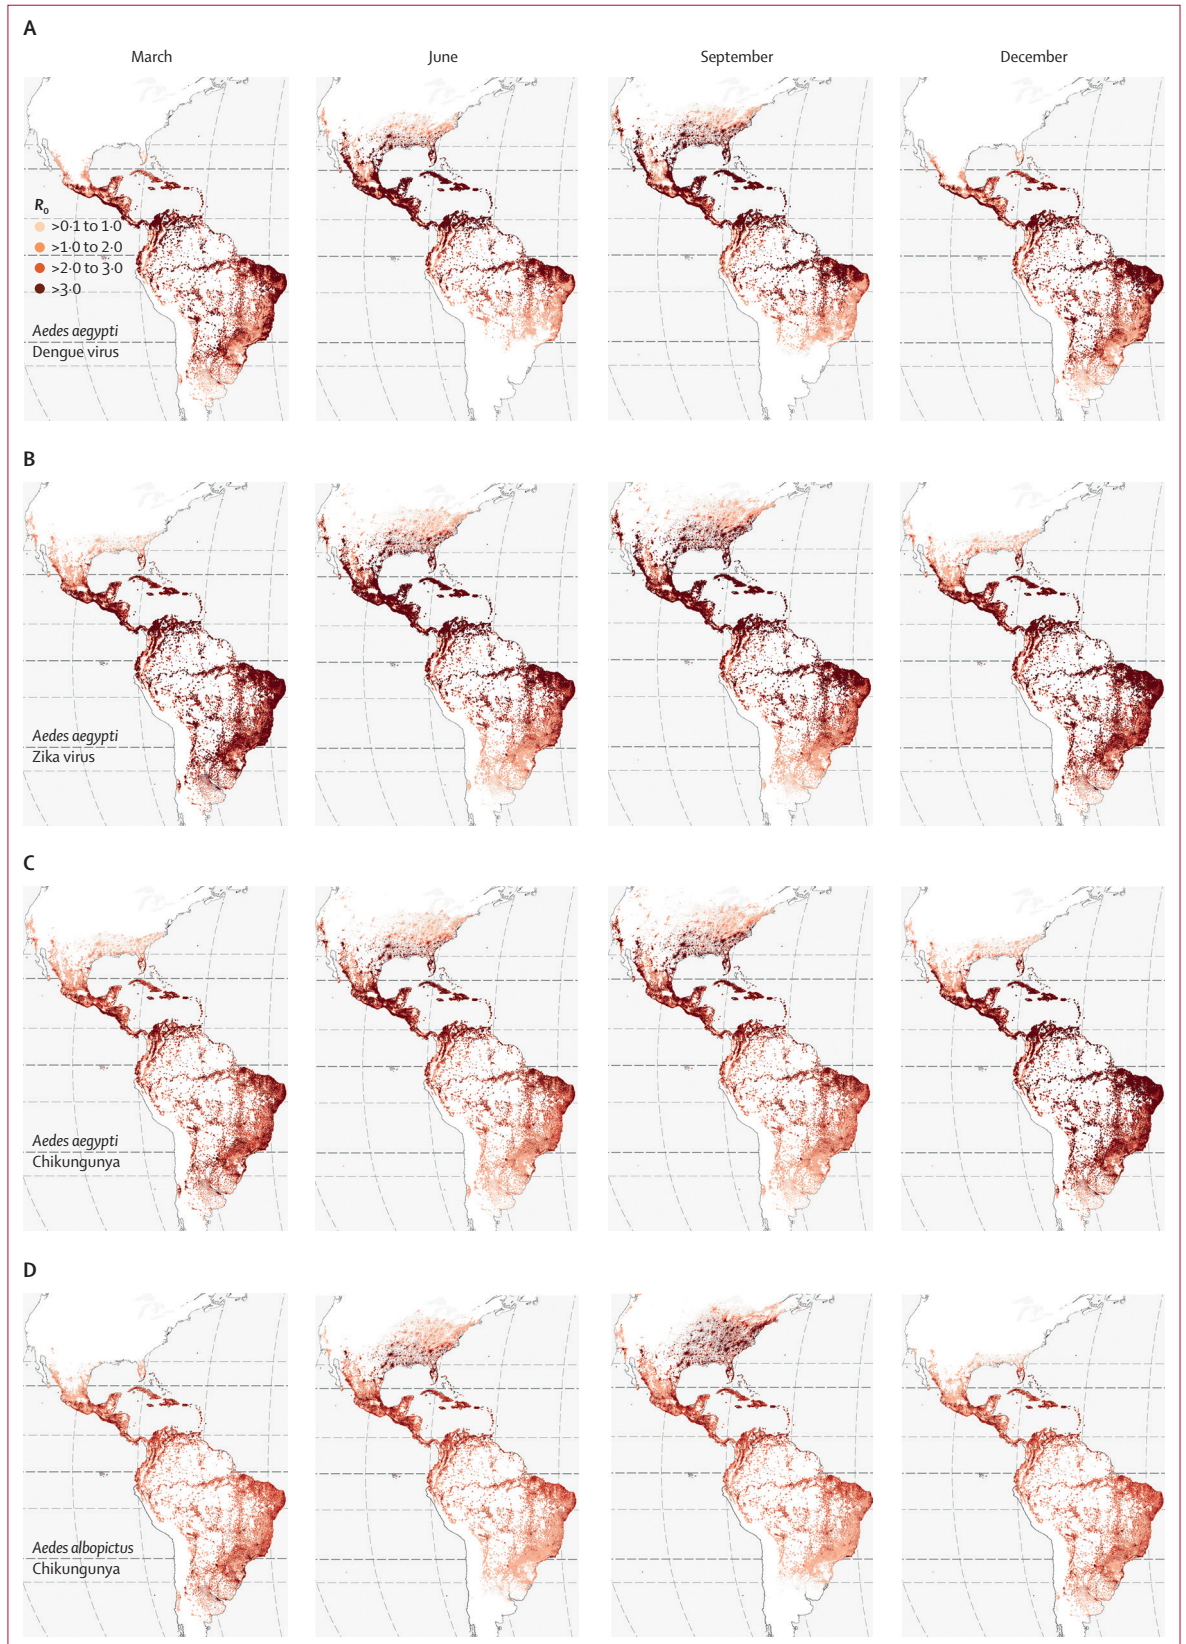 A
March
June
September
December
R0
>0·1 to 1·0
>1·0 to 2·0
>2·0 to 3·0
>3·0
Aedes aegypti
Dengue virus
B
Aedes aegypti
Zika virus
C
Aedes aegypti
Chikungunya
D
Aedes albopictus
Chikungunya